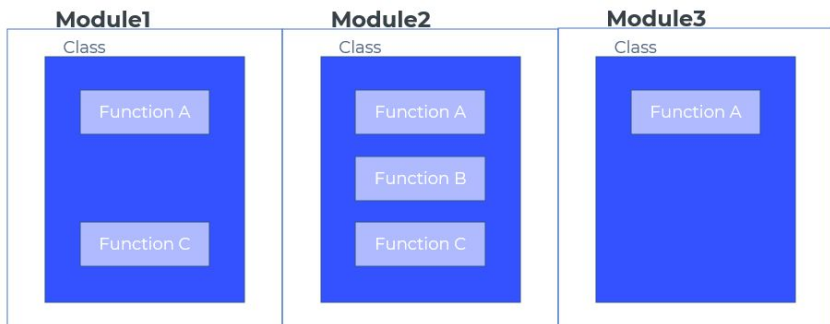 Module1
Class
Function A
Function C
Module2
Class
Function A
Function B
Function C
Module3
Class
Function A